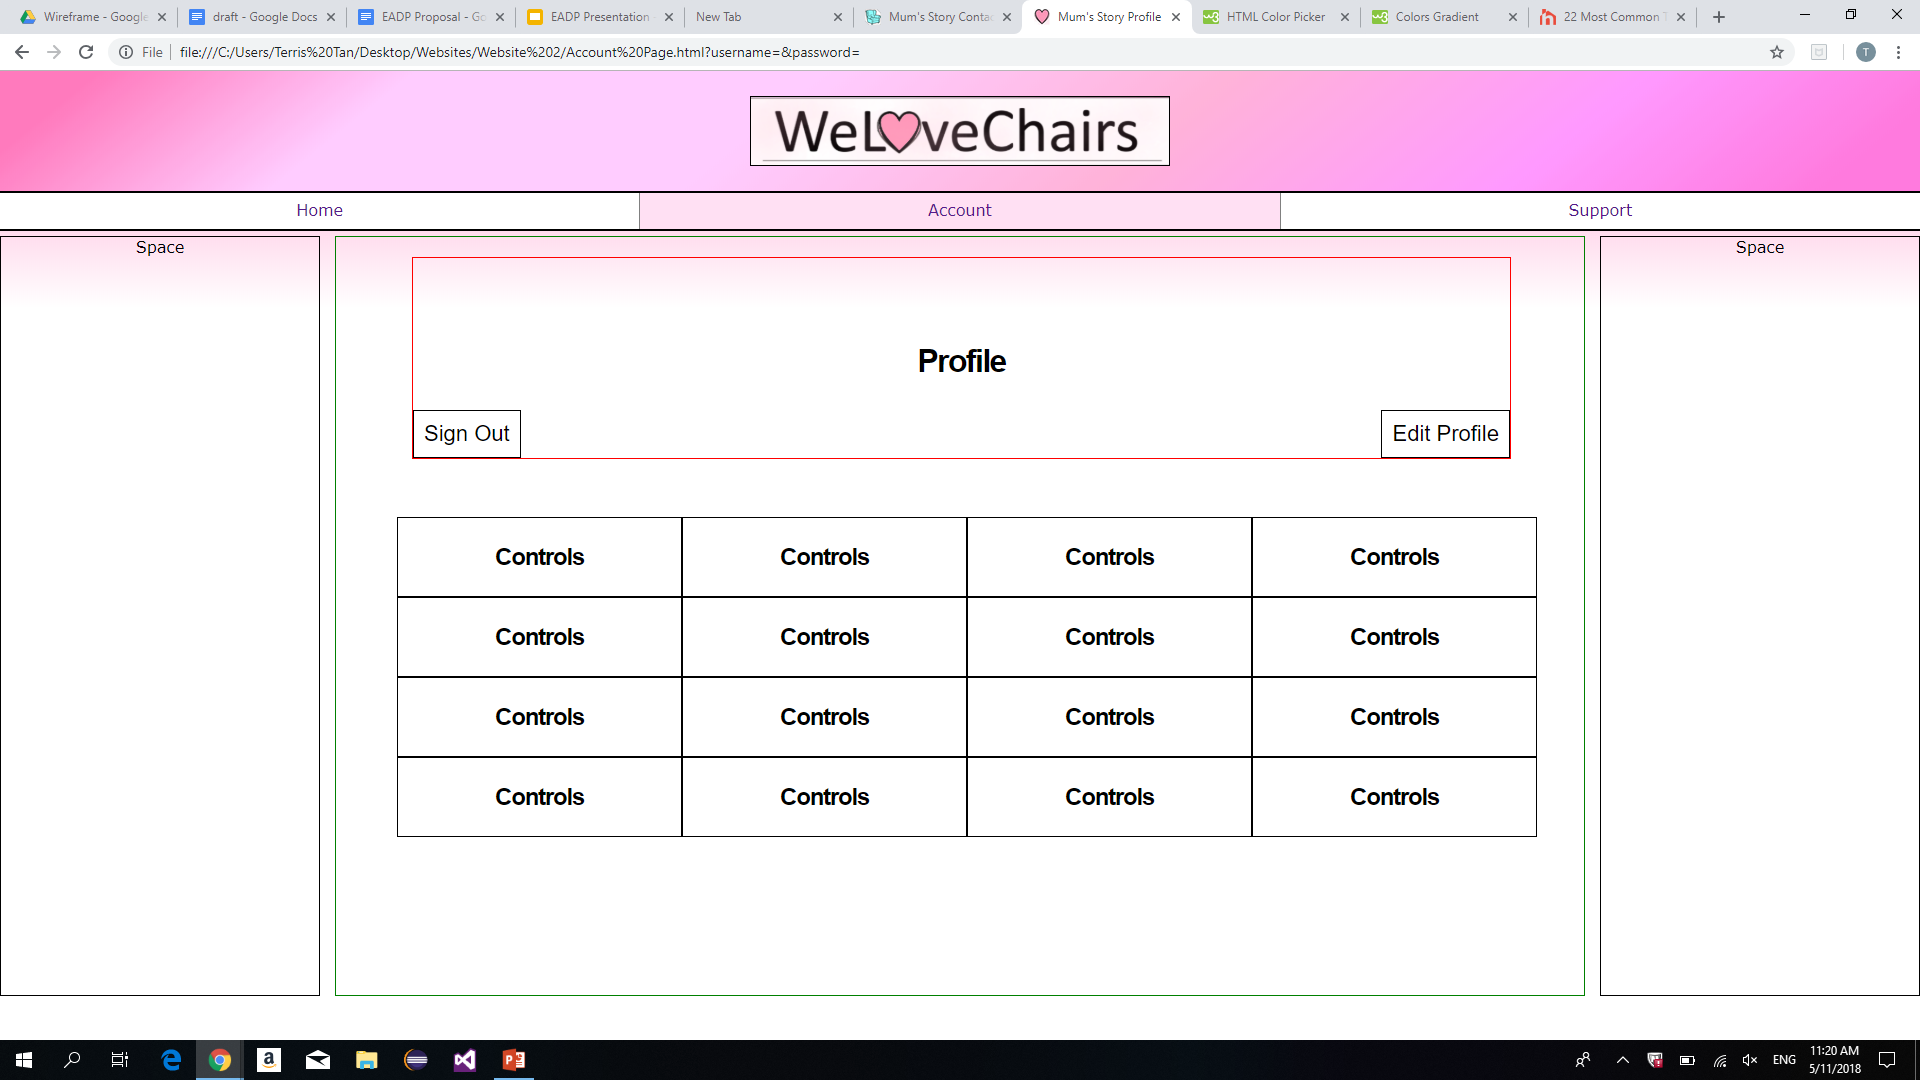 Wireframe - Google
draft - Google Docs
EADP Proposal - Go
EADP Presentation
New Tab
Mum's Story Conta
Mum's Story Profile
HTML Color Picker
Colors Gradient
22 Most Common T
File
file:///C:/Users/Terris%20Tan/Desktop/Websites/Website%202/Account%20Page.html?username=&password=
T
WeLoveChairs
Home
Account
Support
Space
Space
Profile
Sign Out
Edit Profile
Controls Controls Controls Controls
Controls Controls Controls Controls
Controls Controls Controls Controls
Controls Controls Controls Controls
ENG
11:20 AM
5/11/2018